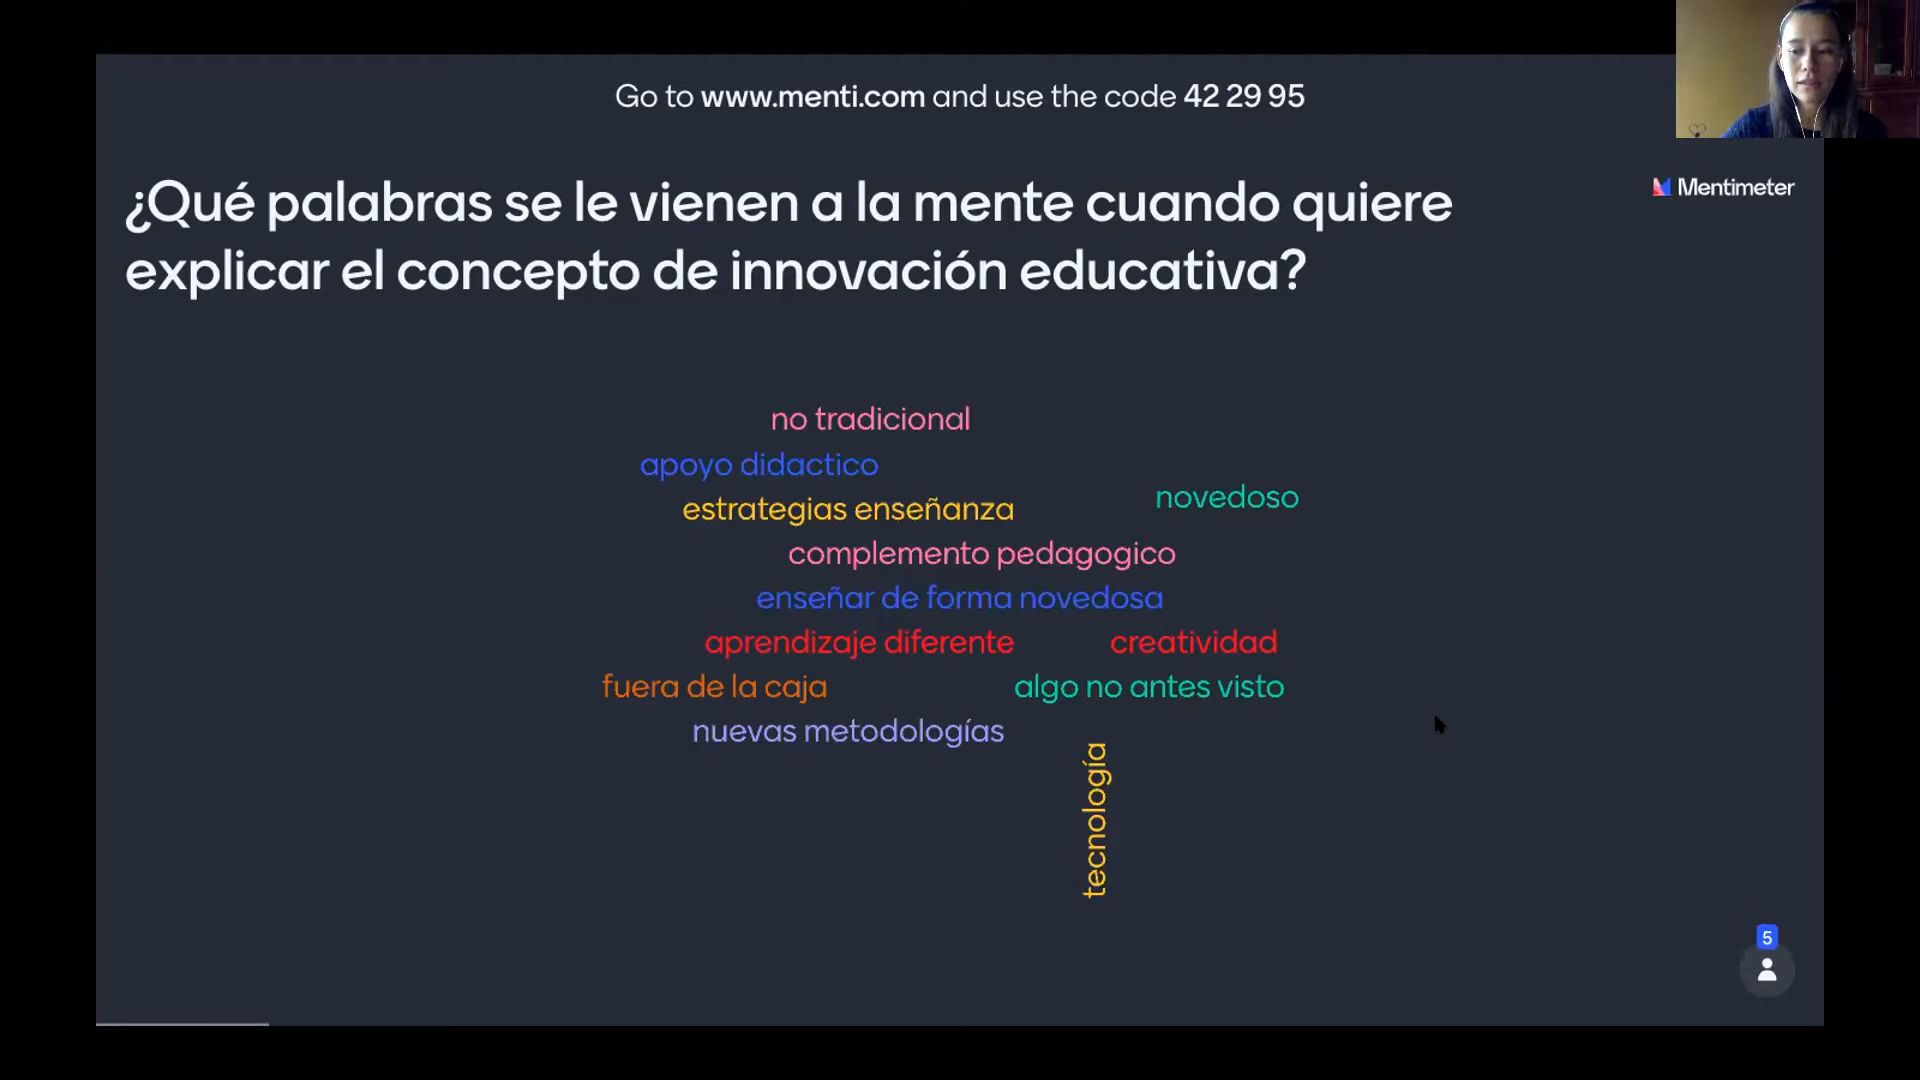 Go to www.menti.com and use the code 42 29 95
Mentimeter
¿Qué palabras se le vienen a la mente cuando quiere
explicar el concepto de innovación educativa?
no tradicional
apoyo didactico
novedoso
estrategias enseñanza
complemento pedagogico
enseñar de forma novedosa
aprendizaje diferente
creatividad
fuera de la caja
algo no antes visto
nuevas metodologías
tecnología
5